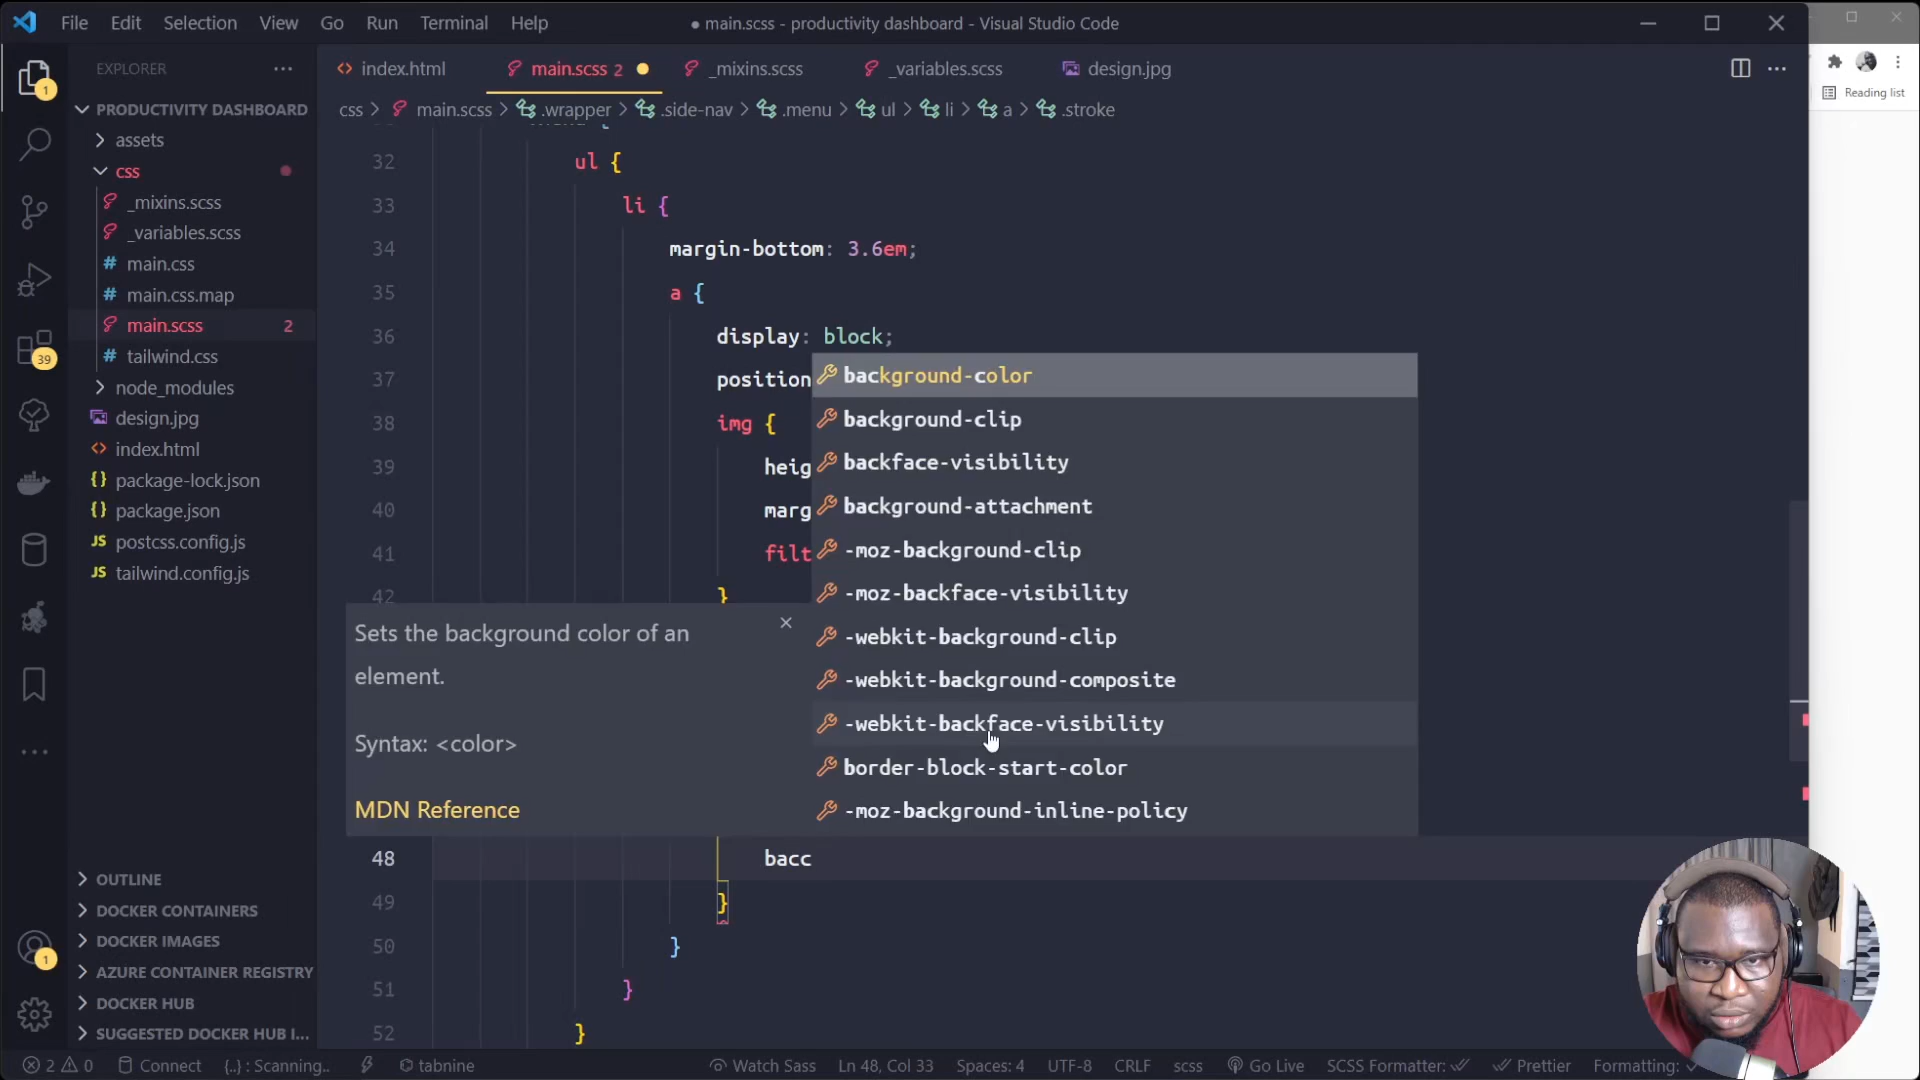 File Edit Selection View Go Run Terminal Help
● main.scss - productivity dashboard - Visual Studio Code
Reading list
EXPLORER
index.html
main.scss 2
_mixins.scss
_variables.scss
design.jpg
PRODUCTIVITY DASHBOARD
css > main.scss > .wrapper > .side-nav > .menu > ul > li > a > .stroke
assets
css
_mixins.scss
_variables.scss
main.css
main.css.map
main.scss 2
tailwind.css
node_modules
design.jpg
index.html
package-lock.json
package.json
postcss.config.js
tailwind.config.js
OUTLINE
DOCKER CONTAINERS
DOCKER IMAGES
AZURE CONTAINER REGISTRY
DOCKER HUB
SUGGESTED DOCKER HUB I...
1
39
1
32 ul {
33 li {
34 margin-bottom: 3.6em;
35 a {
36 display: block;
37 position
38 img {
39 heig
40 marg
41 filt
42 }
background-color
background-clip
backface-visibility
background-attachment
-moz-background-clip
-moz-backface-visibility
-webkit-background-clip
-webkit-background-composite
-webkit-backface-visibility
border-block-start-color
-moz-background-inline-policy
Sets the background color of an
element.
Syntax: <color>
MDN Reference
48 bacc
49 }
50 }
51 }
52 }
2 0 Connect {..} : Scanning.. tabnine Watch Sass Ln 48, Col 33 Spaces: 4 UTF-8 CRLF scss Go Live SCSS Formatter: Prettier Formatting: